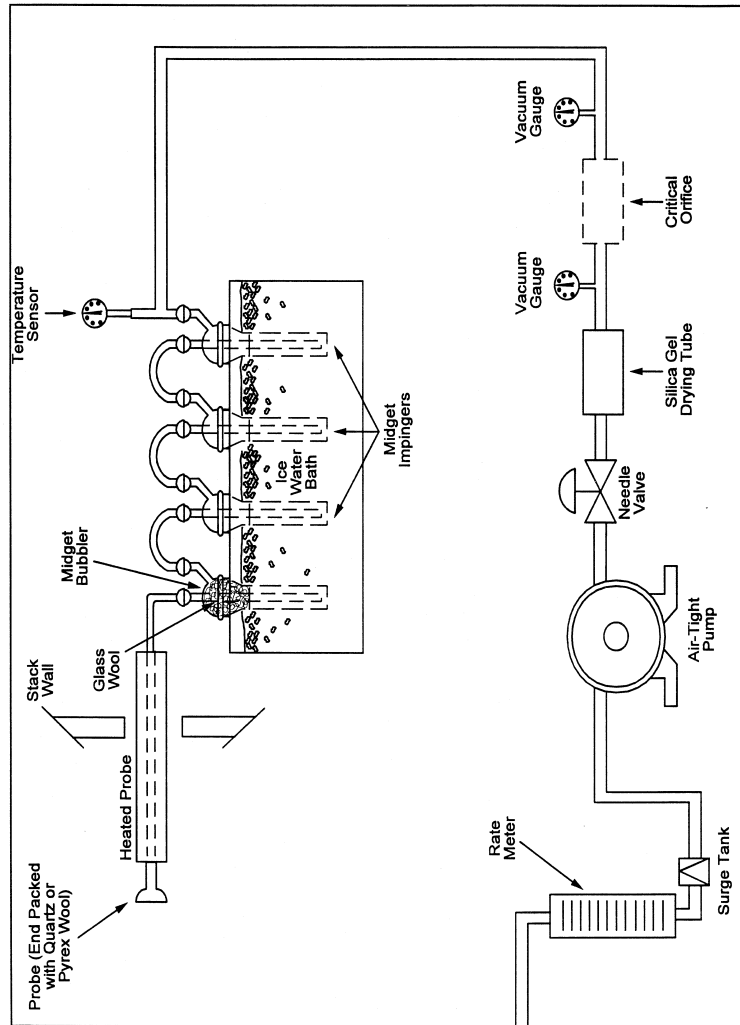 Probe (End Packed
with Quartz or
Pyrex Wool)
Heated Probe
Stack
Wall
Glass
Wool
Midget
Bubbler
Ice
Water
Bath
Midget
Impingers
Temperature
Sensor
Vacuum
Gauge
Critical
Orifice
Vacuum
Gauge
Silica Gel
Drying Tube
Needle
Valve
Air-Tight
Pump
Rate
Meter
Surge Tank